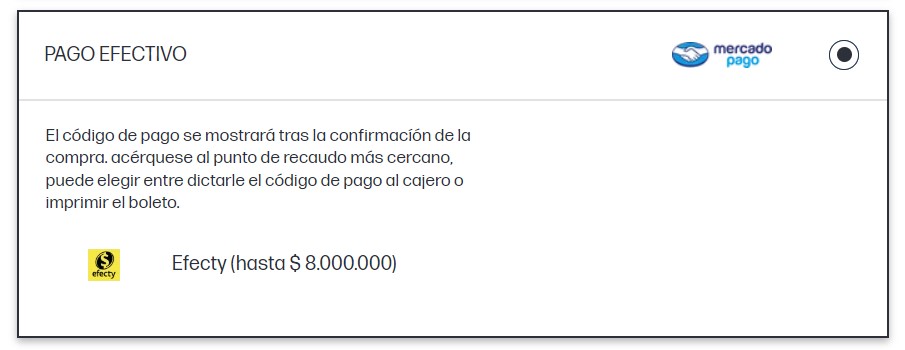 PAGO EFECTIVO
mercado
pago
El código de pago se mostrará tras la confirmacíón de la
compra. acérquese al punto de recaudo más cercano,
puede elegir entre dictarle el código de pago al cajero o
imprimir el boleto.
$
efecty
Efecty (hasta $ 8.000.000)